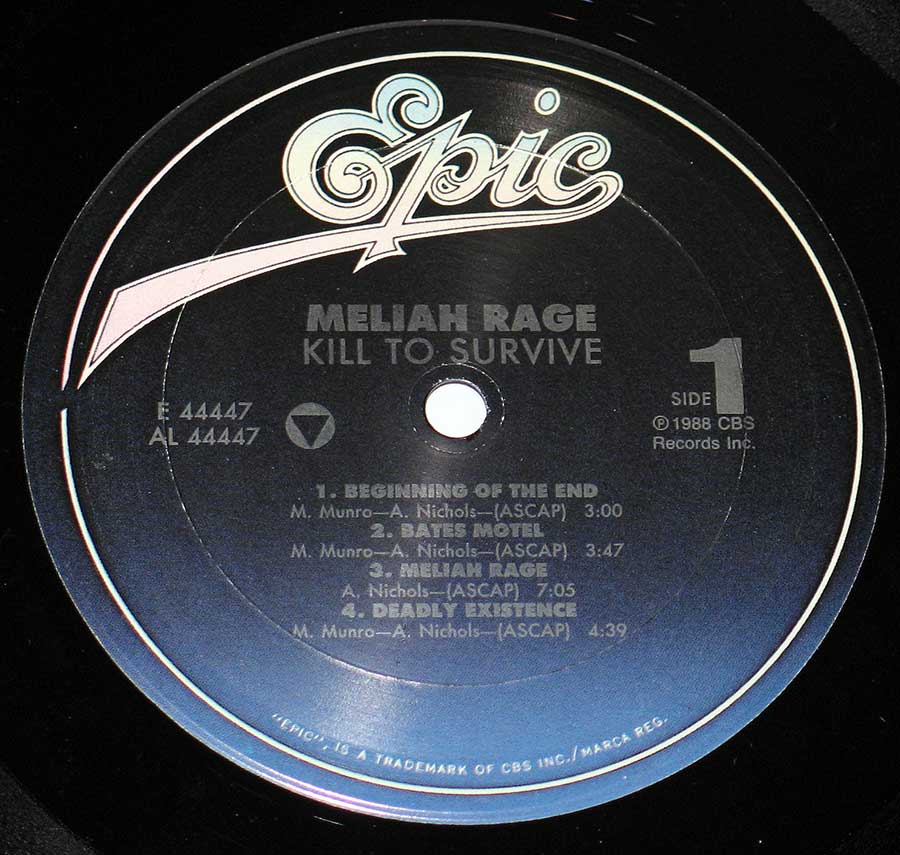 Epic
MELIAH RAGE
KILL TO SURVIVE
E 44447
AL 44447
SIDE 1
℗ 1988 CBS
Records Inc.
1. BEGINNING OF THE END
M. Munro—A. Nichols—(ASCAP) 3:00
2. BATES MOTEL
M. Munro—A. Nichols—(ASCAP) 3:47
3. MELIAH RAGE
A. Nichols—(ASCAP) 7:05
4. DEADLY EXISTENCE
M. Munro—A. Nichols—(ASCAP) 4:39
"EPIC", IS A TRADEMARK OF CBS INC./MARCA REG.